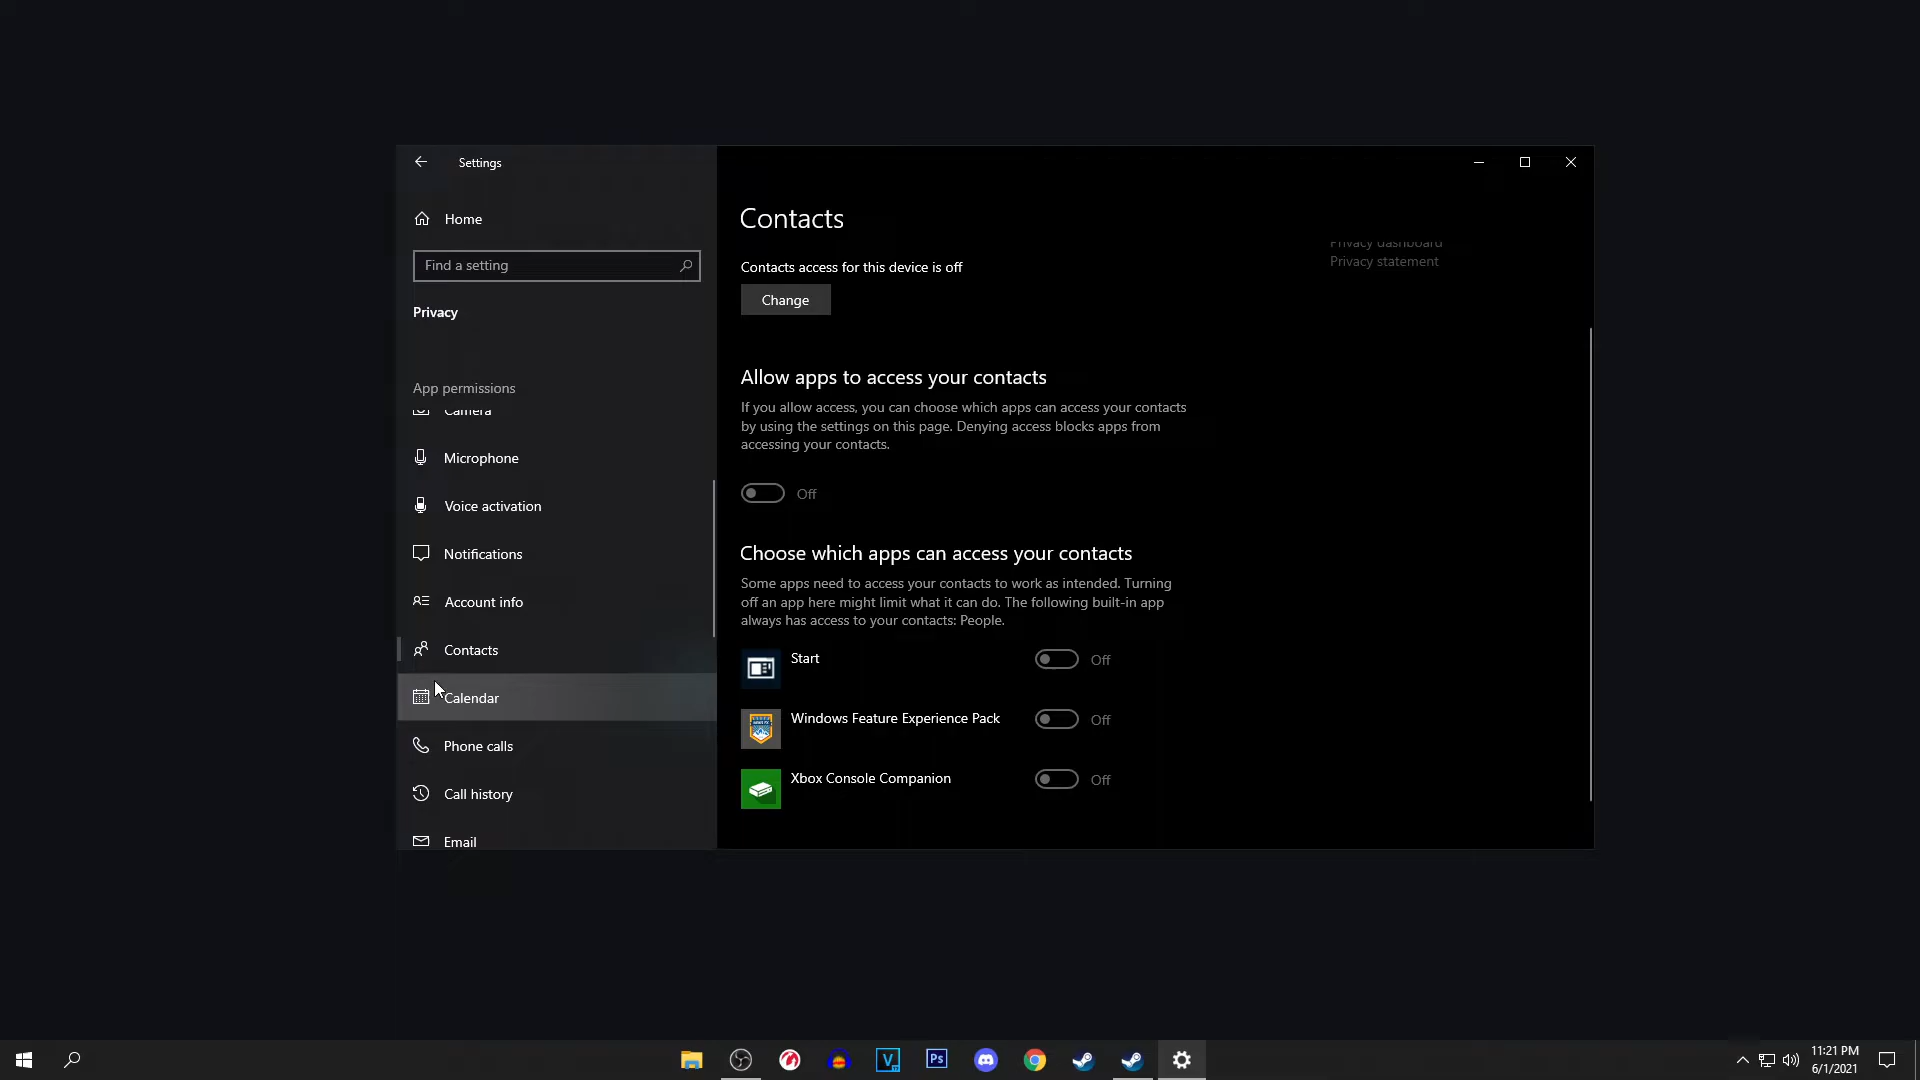 Settings
Home
Find a setting
Privacy
App permissions
Camera
Microphone
Voice activation
Notifications
Account info
Contacts
Calendar
Phone calls
Call history
Email
Contacts
Contacts access for this device is off
Change
Privacy dashboard
Privacy statement
Allow apps to access your contacts
If you allow access, you can choose which apps can access your contacts
by using the settings on this page. Denying access blocks apps from
accessing your contacts.
Off
Choose which apps can access your contacts
Some apps need to access your contacts to work as intended. Turning
off an app here might limit what it can do. The following built-in app
always has access to your contacts: People.
Start
Off
Windows Feature Experience Pack
Off
Xbox Console Companion
Off
V
Ps
11:21 PM
6/1/2021